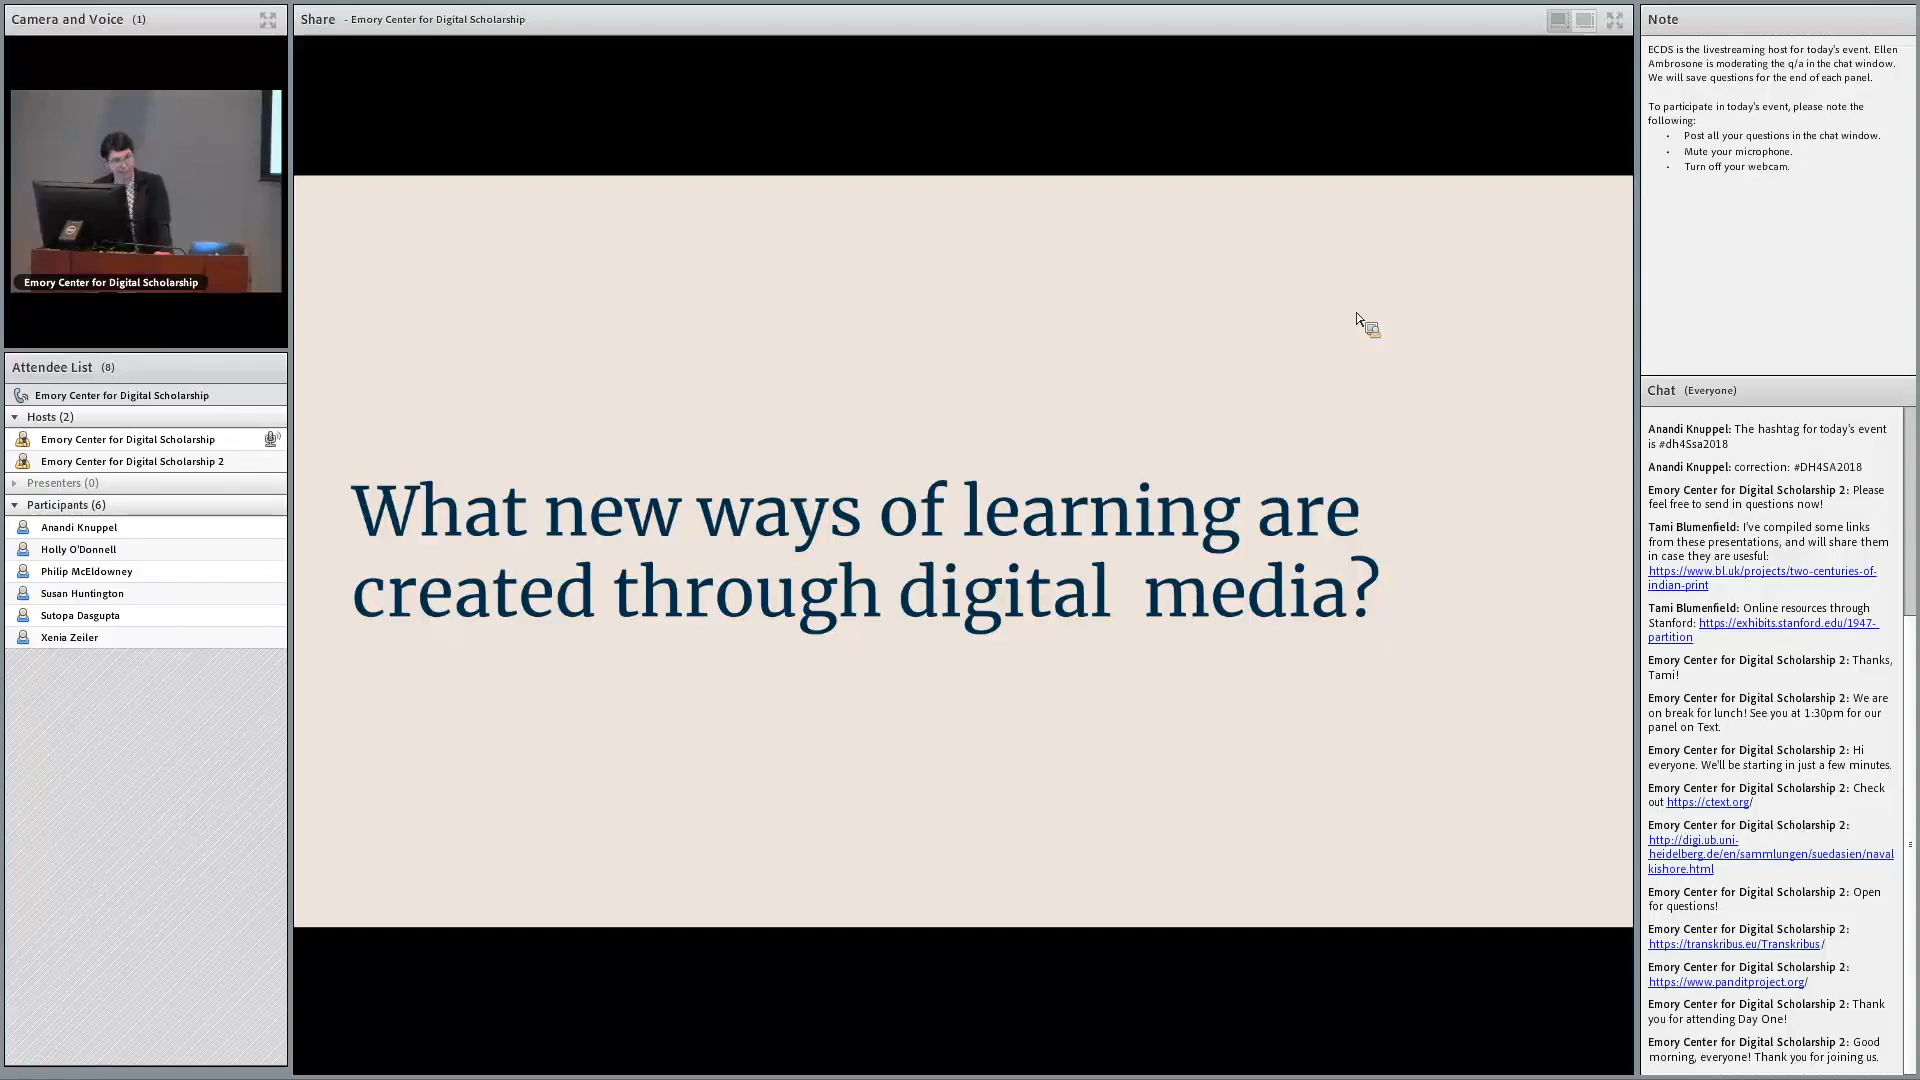 Camera and Voice (1)
Emory Center for Digital Scholarship
Attendee List (8)
Emory Center for Digital Scholarship
Hosts (2)
Emory Center for Digital Scholarship
Emory Center for Digital Scholarship 2
Presenters (0)
Participants (6)
Anandi Knuppel
Holly O'Donnell
Philip McEldowney
Susan Huntington
Sutopa Dasgupta
Xenia Zeiler
Share - Emory Center for Digital Scholarship
What new ways of learning are
created through digital media?
Note
ECDS is the livestreaming host for today's event. Ellen
Ambrosone is moderating the q/a in the chat window.
We will save questions for the end of each panel.
To participate in today's event, please note the
following:
• Post all your questions in the chat window.
• Mute your microphone.
• Turn off your webcam.
Chat (Everyone)
Anandi Knuppel: The hashtag for today's event
is #dh4Ssa2018
Anandi Knuppel: correction: #DH4SA2018
Emory Center for Digital Scholarship 2: Please
feel free to send in questions now!
Tami Blumenfield: I've compiled some links
from these presentations, and will share them
in case they are usesful:
https://www.bl.uk/projects/two-centuries-of-
indian-print
Tami Blumenfield: Online resources through
Stanford: https://exhibits.stanford.edu/1947-
partition
Emory Center for Digital Scholarship 2: Thanks,
Tami!
Emory Center for Digital Scholarship 2: We are
on break for lunch! See you at 1:30pm for our
panel on Text.
Emory Center for Digital Scholarship 2: Hi
everyone. We'll be starting in just a few minutes.
Emory Center for Digital Scholarship 2: Check
out https://ctext.org/
Emory Center for Digital Scholarship 2:
http://digi.ub.uni-
heidelberg.de/en/sammlungen/suedasien/naval
kishore.html
Emory Center for Digital Scholarship 2: Open
for questions!
Emory Center for Digital Scholarship 2:
https://transkribus.eu/Transkribus/
Emory Center for Digital Scholarship 2:
https://www.panditproject.org/
Emory Center for Digital Scholarship 2: Thank
you for attending Day One!
Emory Center for Digital Scholarship 2: Good
morning, everyone! Thank you for joining us.